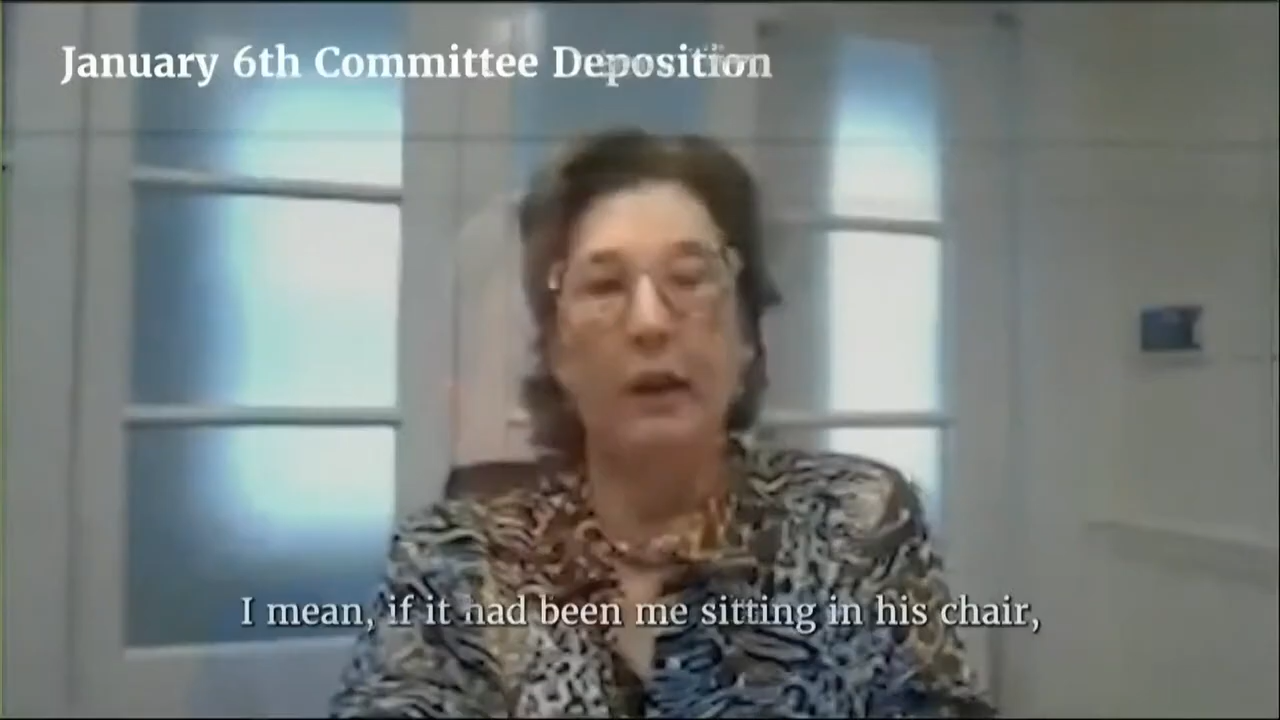 January 6th Committee Deposition
I mean, if it had been me sitting in his chair,